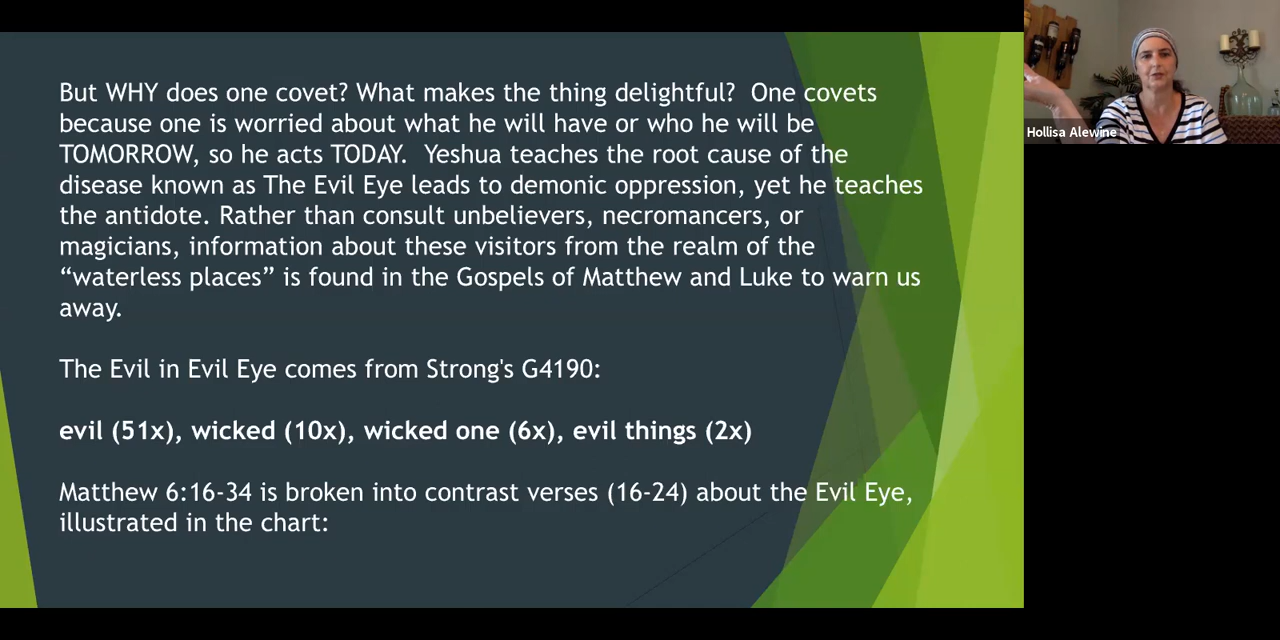 But WHY does one covet? What makes the thing delightful?  One covets
because one is worried about what he will have or who he will be
TOMORROW, so he acts TODAY.  Yeshua teaches the root cause of the
disease known as The Evil Eye leads to demonic oppression, yet he teaches
the antidote. Rather than consult unbelievers, necromancers, or
magicians, information about these visitors from the realm of the
“waterless places” is found in the Gospels of Matthew and Luke to warn us
away.
The Evil in Evil Eye comes from Strong's G4190:
evil (51x), wicked (10x), wicked one (6x), evil things (2x)
Matthew 6:16-34 is broken into contrast verses (16-24) about the Evil Eye,
illustrated in the chart:
Hollisa Alewine